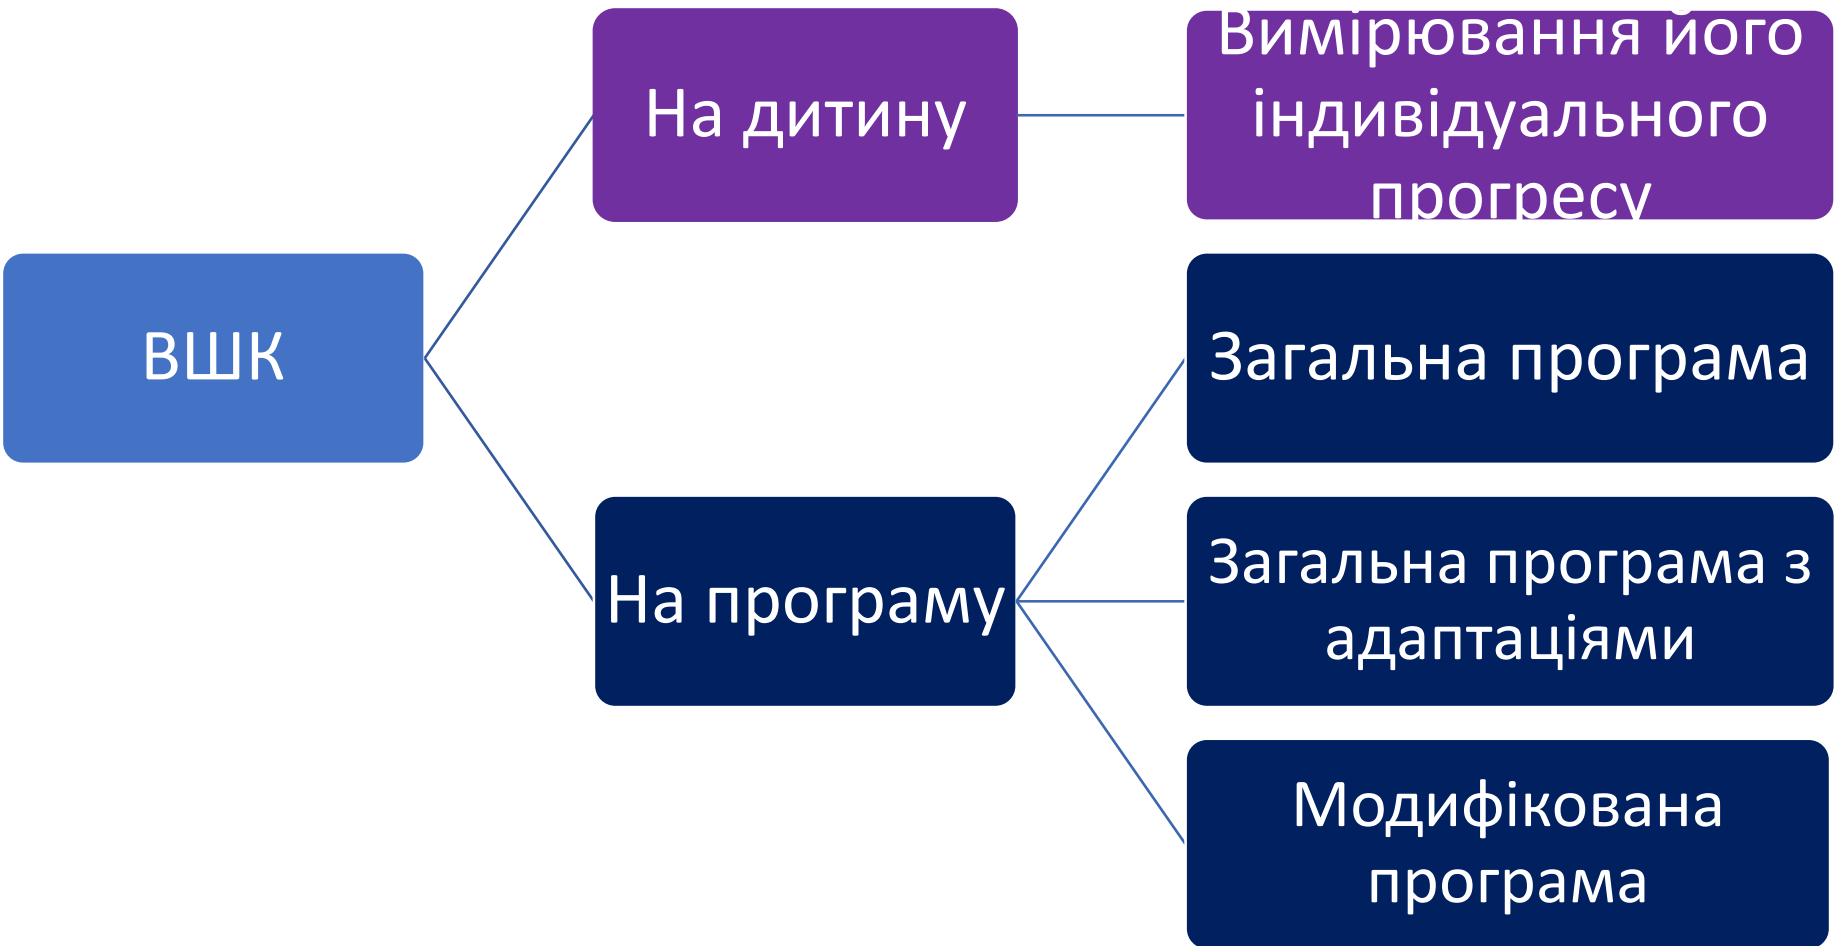 ВШК
На дитину
Вимірювання його
індивідуального
прогресу
На програму
Загальна програма
Загальна програма з
адаптаціями
Модифікована
програма